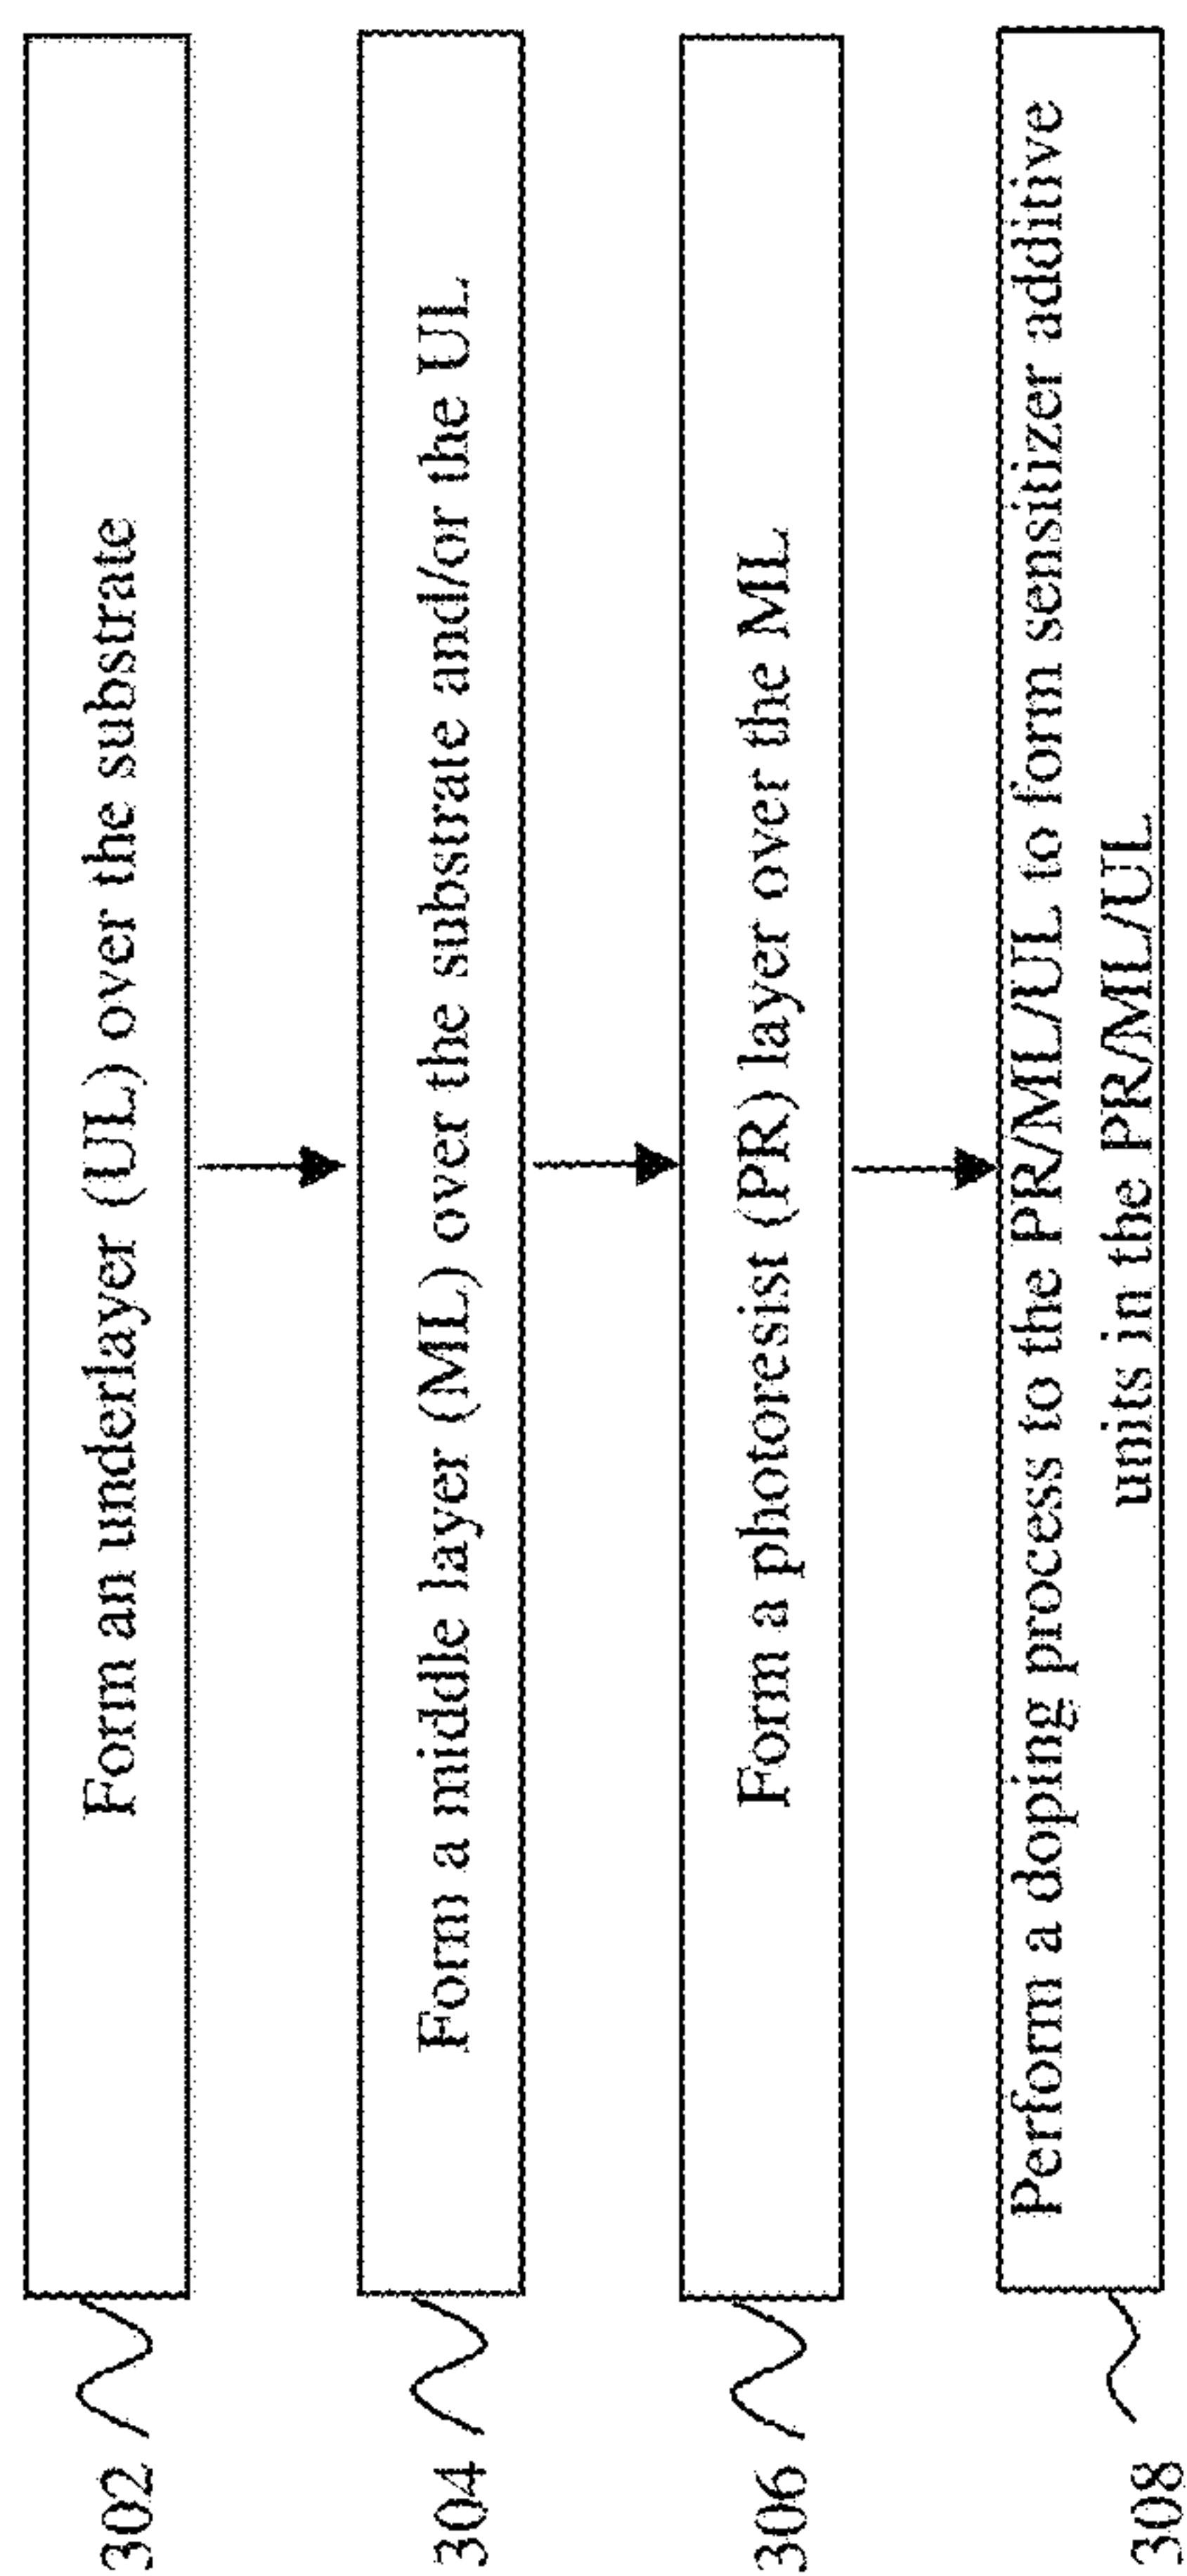 302
Form an underlayer (UL) over the substrate
304
Form a middle layer (ML) over the substrate and/or the UL
306
Form a photoresist (PR) layer over the ML
308
Perform a doping process to the PR/ML/UL to form sensitizer additive
units in the PR/ML/UL